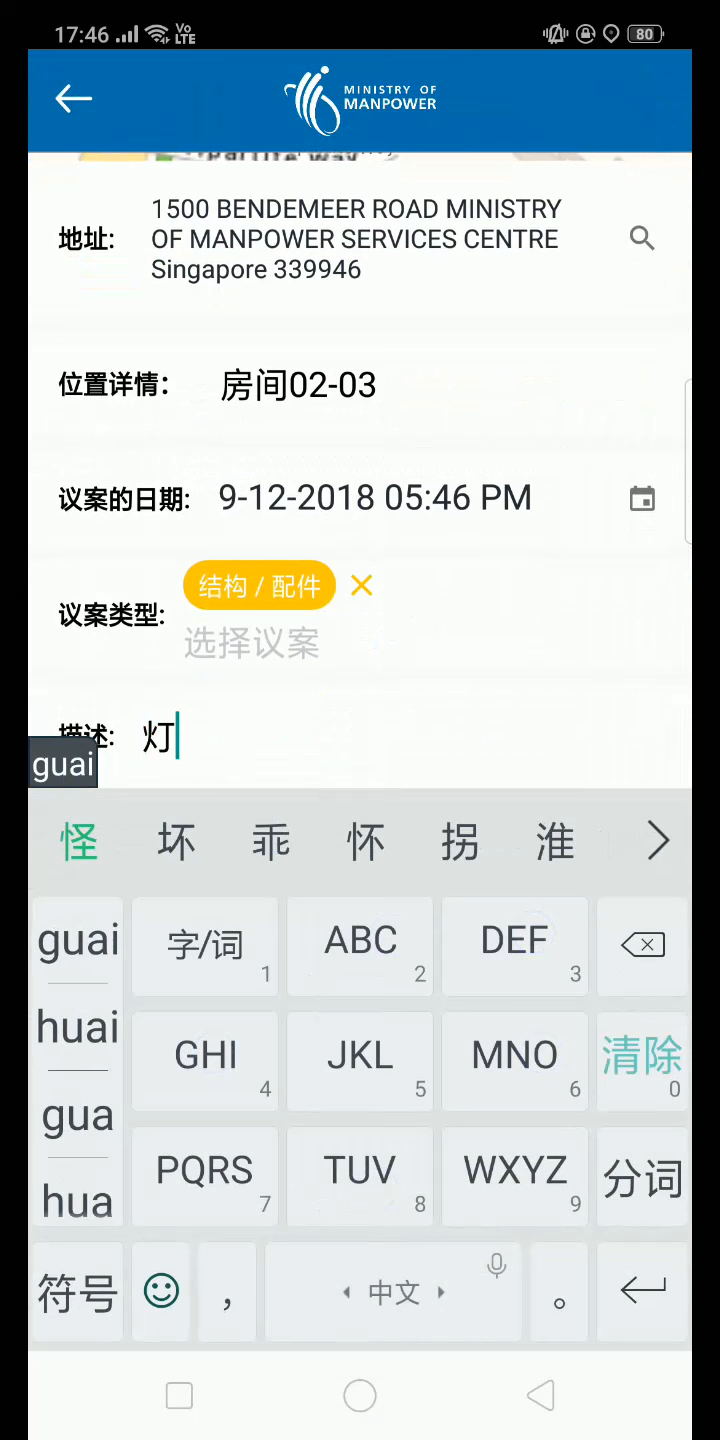 17:46
VoLTE
80
MINISTRY OF
MANPOWER
地址:
1500 BENDEMEER ROAD MINISTRY
OF MANPOWER SERVICES CENTRE
Singapore 339946
位置详情:
房间02-03
议案的日期:
9-12-2018 05:46 PM
议案类型:
结构 / 配件
选择议案
描述:
灯
guai
怪 坏 乖 怀 拐 淮
guai
huai
gua
hua
字/词 1
ABC 2
DEF 3
GHI 4
JKL 5
MNO 6
清除 0
PQRS 7
TUV 8
WXYZ 9
分词
符号
，
中文
。